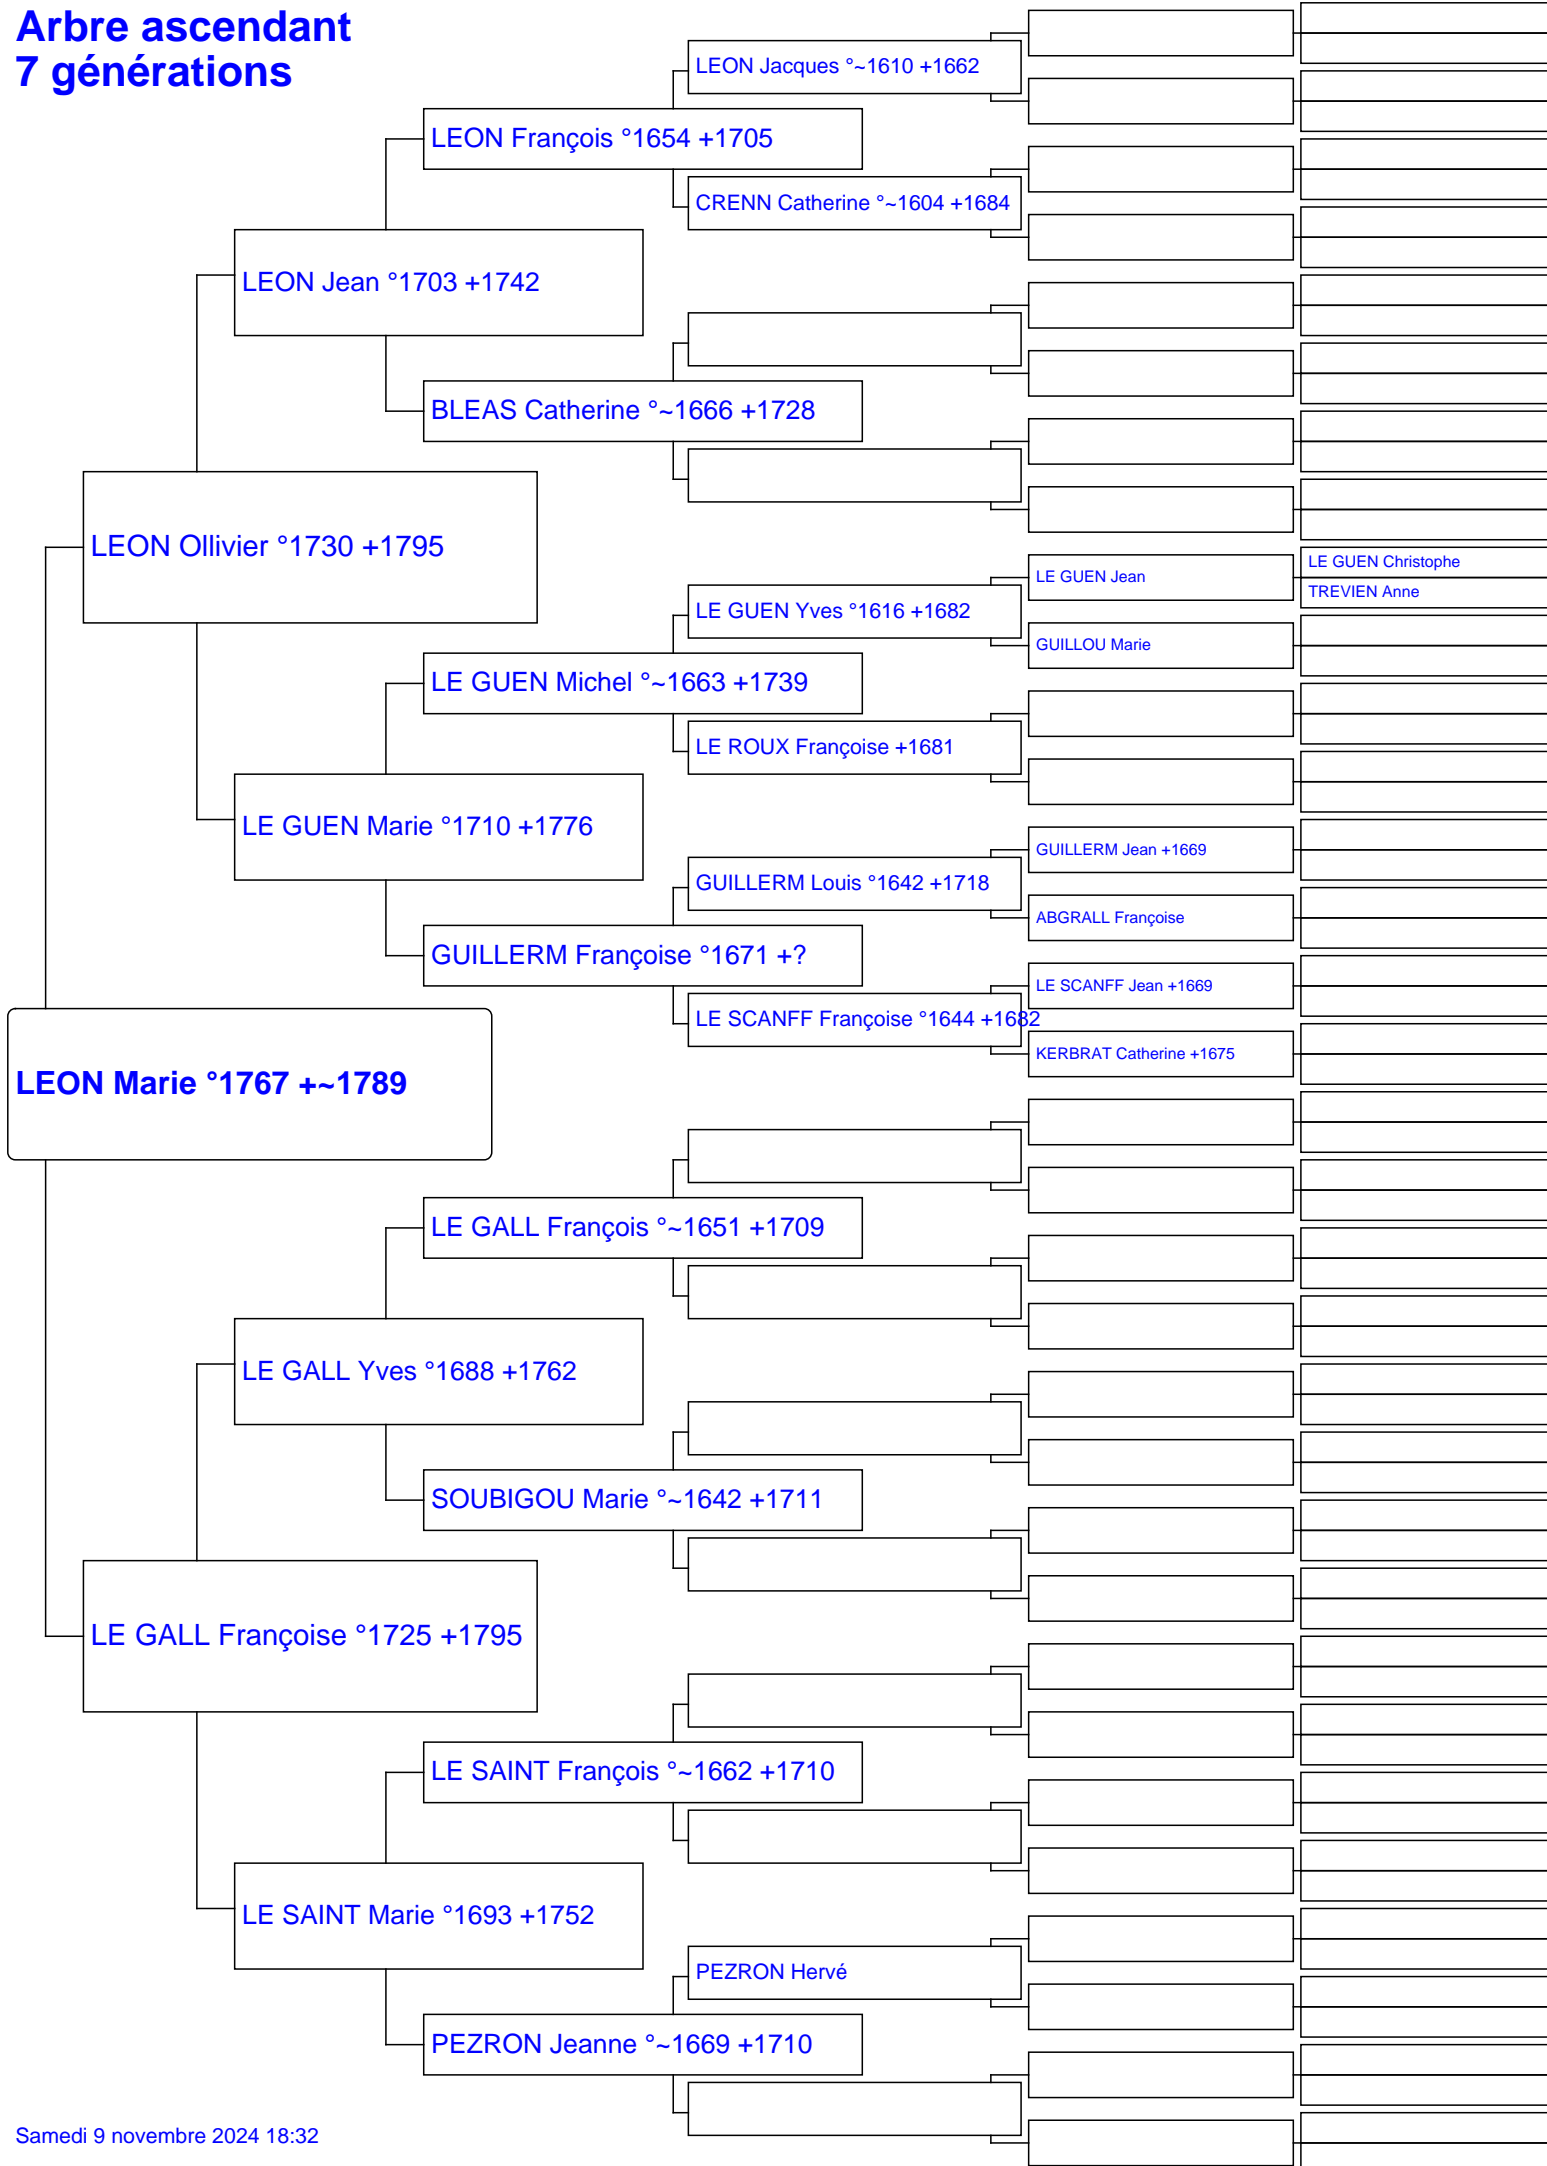 Arbre ascendant
7 générations
LEON Jacques °~1610 +1662
LEON François °1654 +1705
CRENN Catherine °~1604 +1684
LEON Jean °1703 +1742
BLEAS Catherine °~1666 +1728
LEON Ollivier °1730 +1795
LE GUEN Christophe
LE GUEN Jean
TREVIEN Anne
LE GUEN Yves °1616 +1682
GUILLOU Marie
LE GUEN Michel °~1663 +1739
LE ROUX Françoise +1681
LE GUEN Marie °1710 +1776
GUILLERM Jean +1669
GUILLERM Louis °1642 +1718
ABGRALL Françoise
GUILLERM Françoise °1671 +?
LE SCANFF Jean +1669
LE SCANFF Françoise °1644 +1682
KERBRAT Catherine +1675
LEON Marie °1767 +~1789
LE GALL François °~1651 +1709
LE GALL Yves °1688 +1762
SOUBIGOU Marie °~1642 +1711
LE GALL Françoise °1725 +1795
LE SAINT François °~1662 +1710
LE SAINT Marie °1693 +1752
PEZRON Hervé
PEZRON Jeanne °~1669 +1710
Samedi 9 novembre 2024 18:32